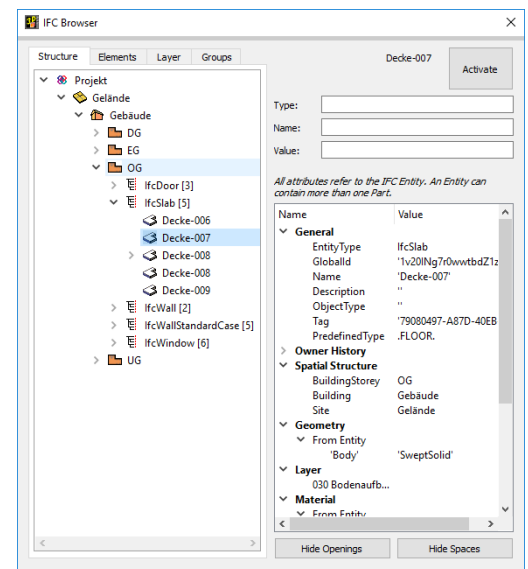 IFC Browser
Structure Elements Layer Groups
Projekt
Gelände
Gebäude
DG
EG
OG
IfcDoor [3]
IfcSlab [5]
Decke-006
Decke-007
Decke-008
Decke-008
Decke-009
IfcWall [2]
IfcWallStandardCase [5]
IfcWindow [6]
UG
Decke-007
Activate
Type:
Name:
Value:
All attributes refer to the IFC Entity. An Entity can
contain more than one Part.
Name Value
General
EntityType IfcSlab
GlobalId '1v20INg7r0wwtbdZ1z
Name 'Decke-007'
Description ''
ObjectType ''
Tag '79080497-A87D-40EB
PredefinedType .FLOOR.
Owner History
Spatial Structure
BuildingStorey OG
Building Gebäude
Site Gelände
Geometry
From Entity
'Body' 'SweptSolid'
Layer
030 Bodenaufb...
Material
From Entity
Hide Openings Hide Spaces